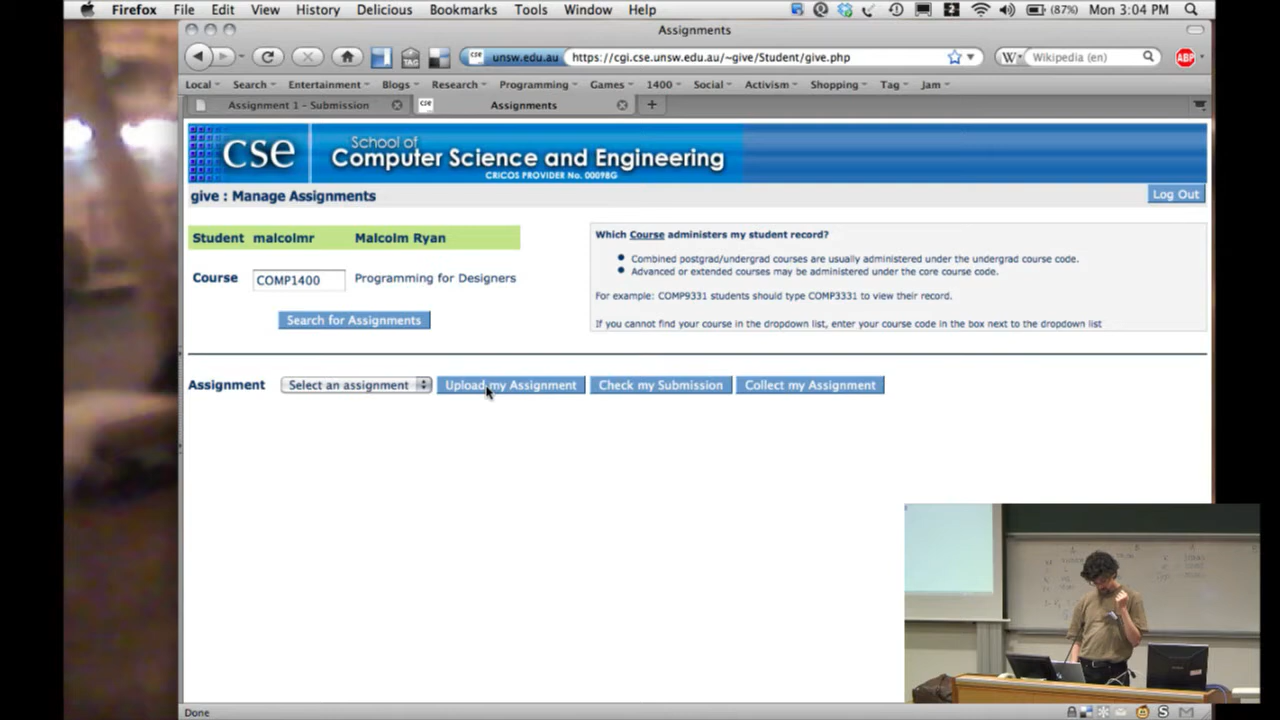 Firefox File Edit View History Delicious Bookmarks Tools Window Help (87%) Mon 3:04 PM
Assignments
cse unsw.edu.au https://cgi.cse.unsw.edu.au/~give/Student/give.php W Wikipedia (en) ABP
TAG
Local Search Entertainment Blogs Research Programming Games 1400 Social Activism Shopping Tag Jam
Assignment 1 - Submission cse Assignments
cse School of
Computer Science and Engineering
CRICOS PROVIDER No. 00098G
give : Manage Assignments Log Out
Student malcolmr Malcolm Ryan
Course COMP1400 Programming for Designers
Search for Assignments
Which Course administers my student record?
Combined postgrad/undergrad courses are usually administered under the undergrad course code.
Advanced or extended courses may be administered under the core course code.
For example: COMP9331 students should type COMP3331 to view their record.
If you cannot find your course in the dropdown list, enter your course code in the box next to the dropdown list
Assignment Select an assignment Upload my Assignment Check my Submission Collect my Assignment
Done S